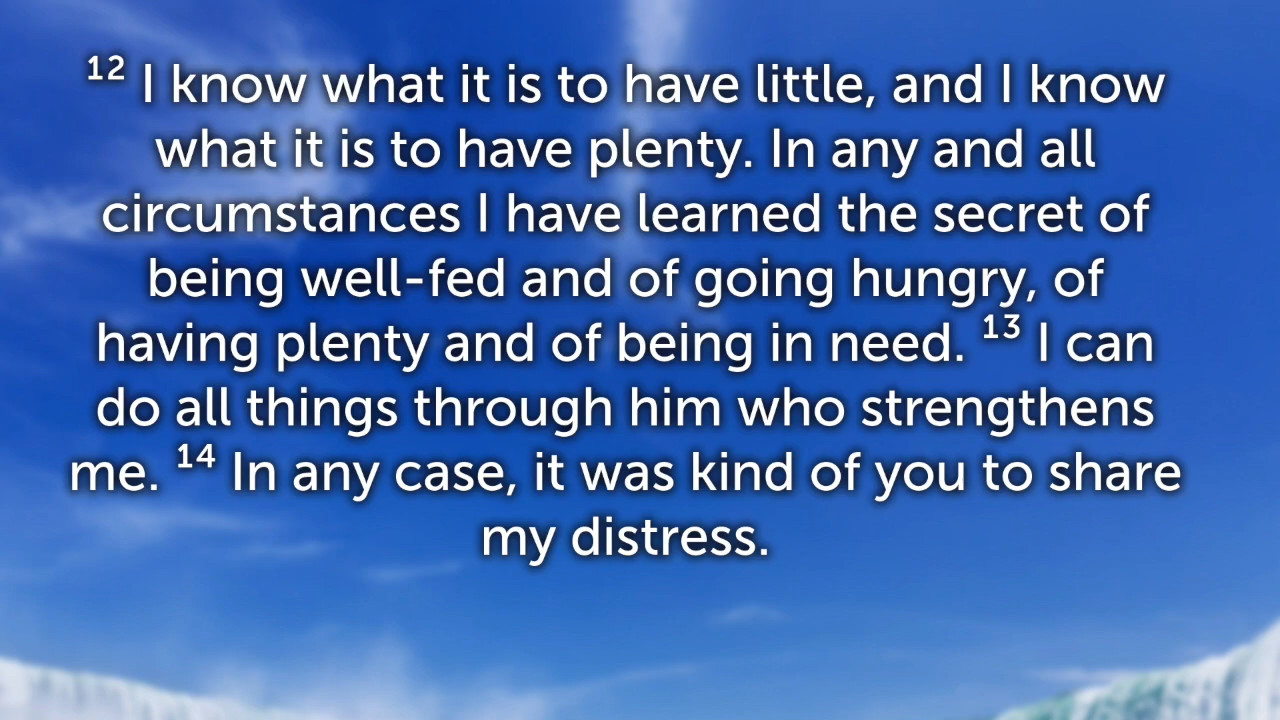 ¹² I know what it is to have little, and I know
what it is to have plenty. In any and all
circumstances I have learned the secret of
being well-fed and of going hungry, of
having plenty and of being in need. ¹³ I can
do all things through him who strengthens
me. ¹⁴ In any case, it was kind of you to share
my distress.